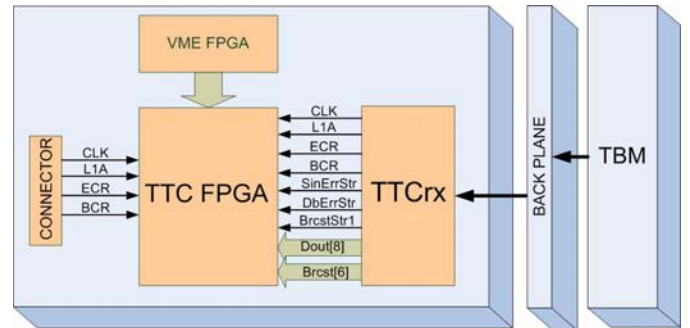 VME FPGA
CONNECTOR
CLK
L1A
ECR
BCR
TTC FPGA
CLK
L1A
ECR
BCR
SinErrStr
DbErrStr
BrcstStr1
Dout[8]
Brcst[6]
TTCrx
BACK PLANE
TBM